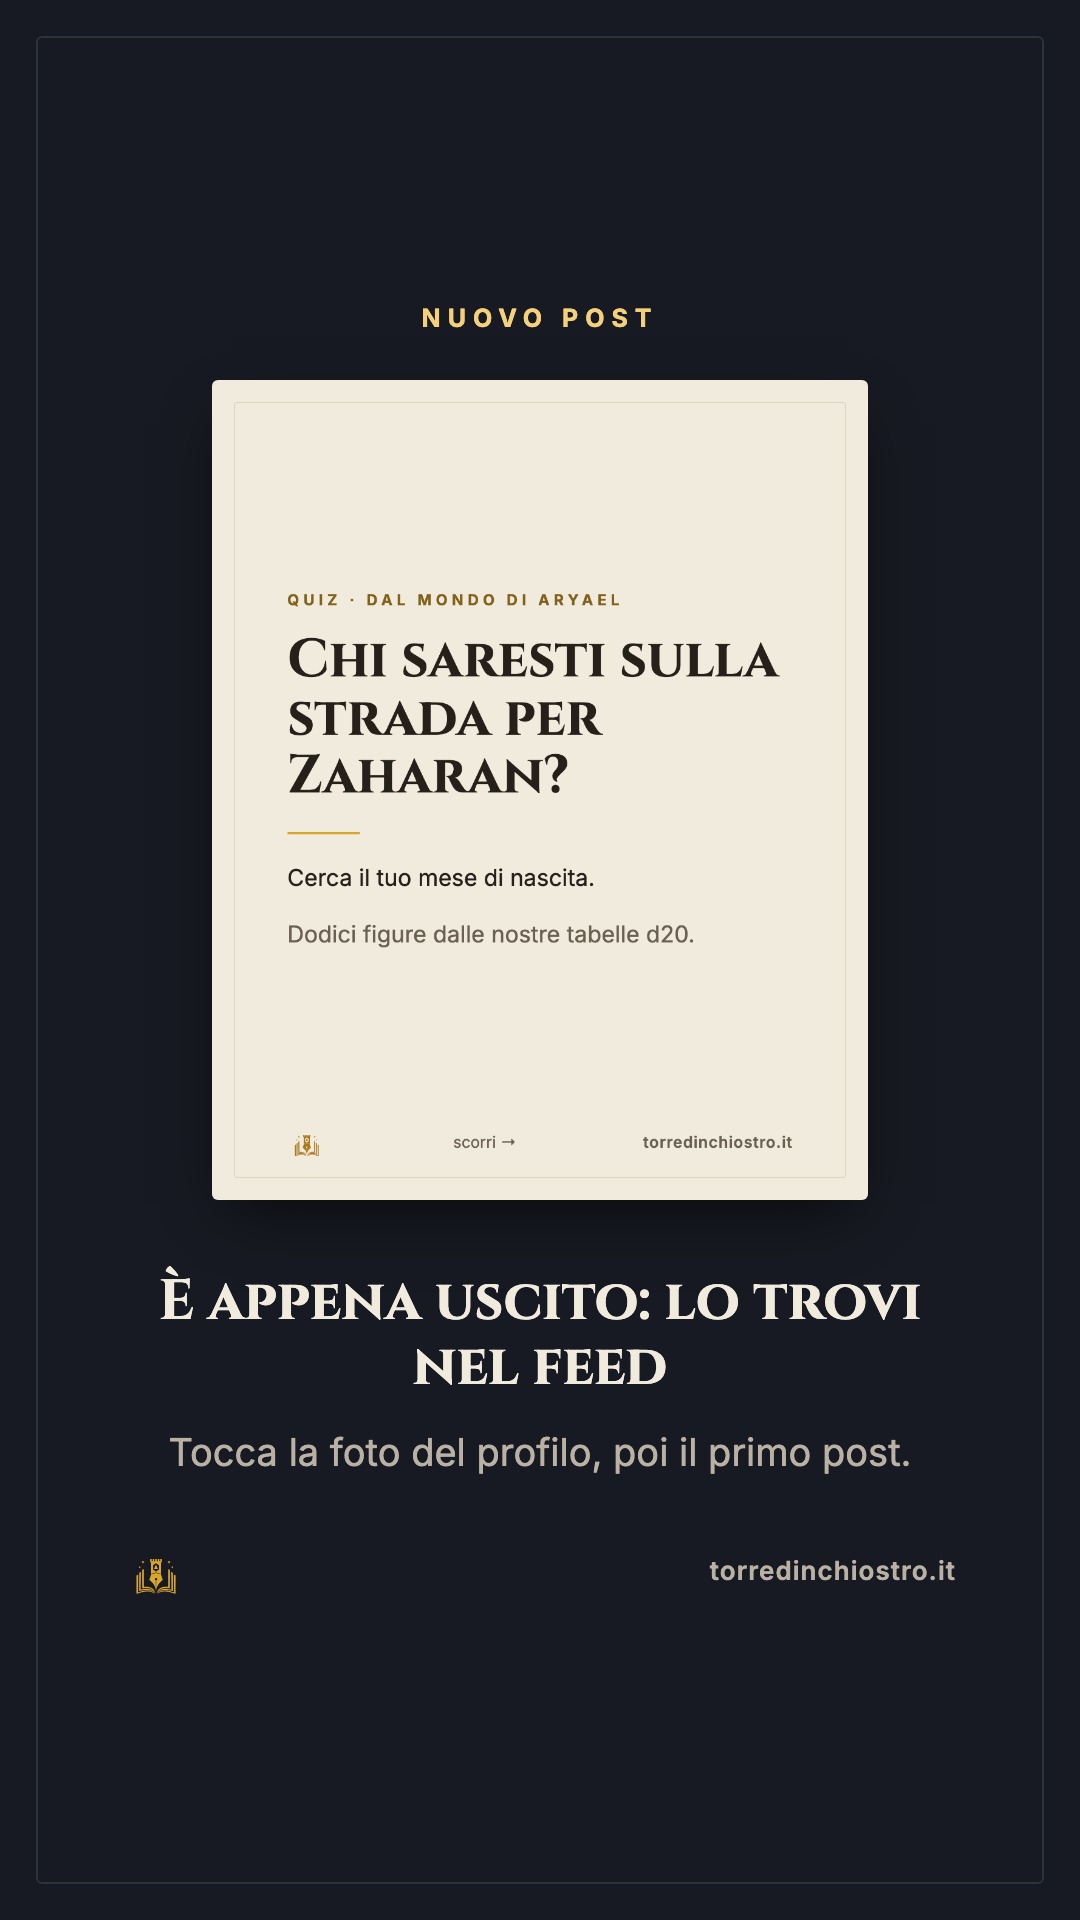 NUOVO POST
QUIZ · DAL MONDO DI ARYAEL
Chi saresti sulla
strada per
Zaharan?
Cerca il tuo mese di nascita.
Dodici figure dalle nostre tabelle d20.
scorri → torredinchiostro.it
È appena uscito: lo trovi
nel feed
Tocca la foto del profilo, poi il primo post.
torredinchiostro.it